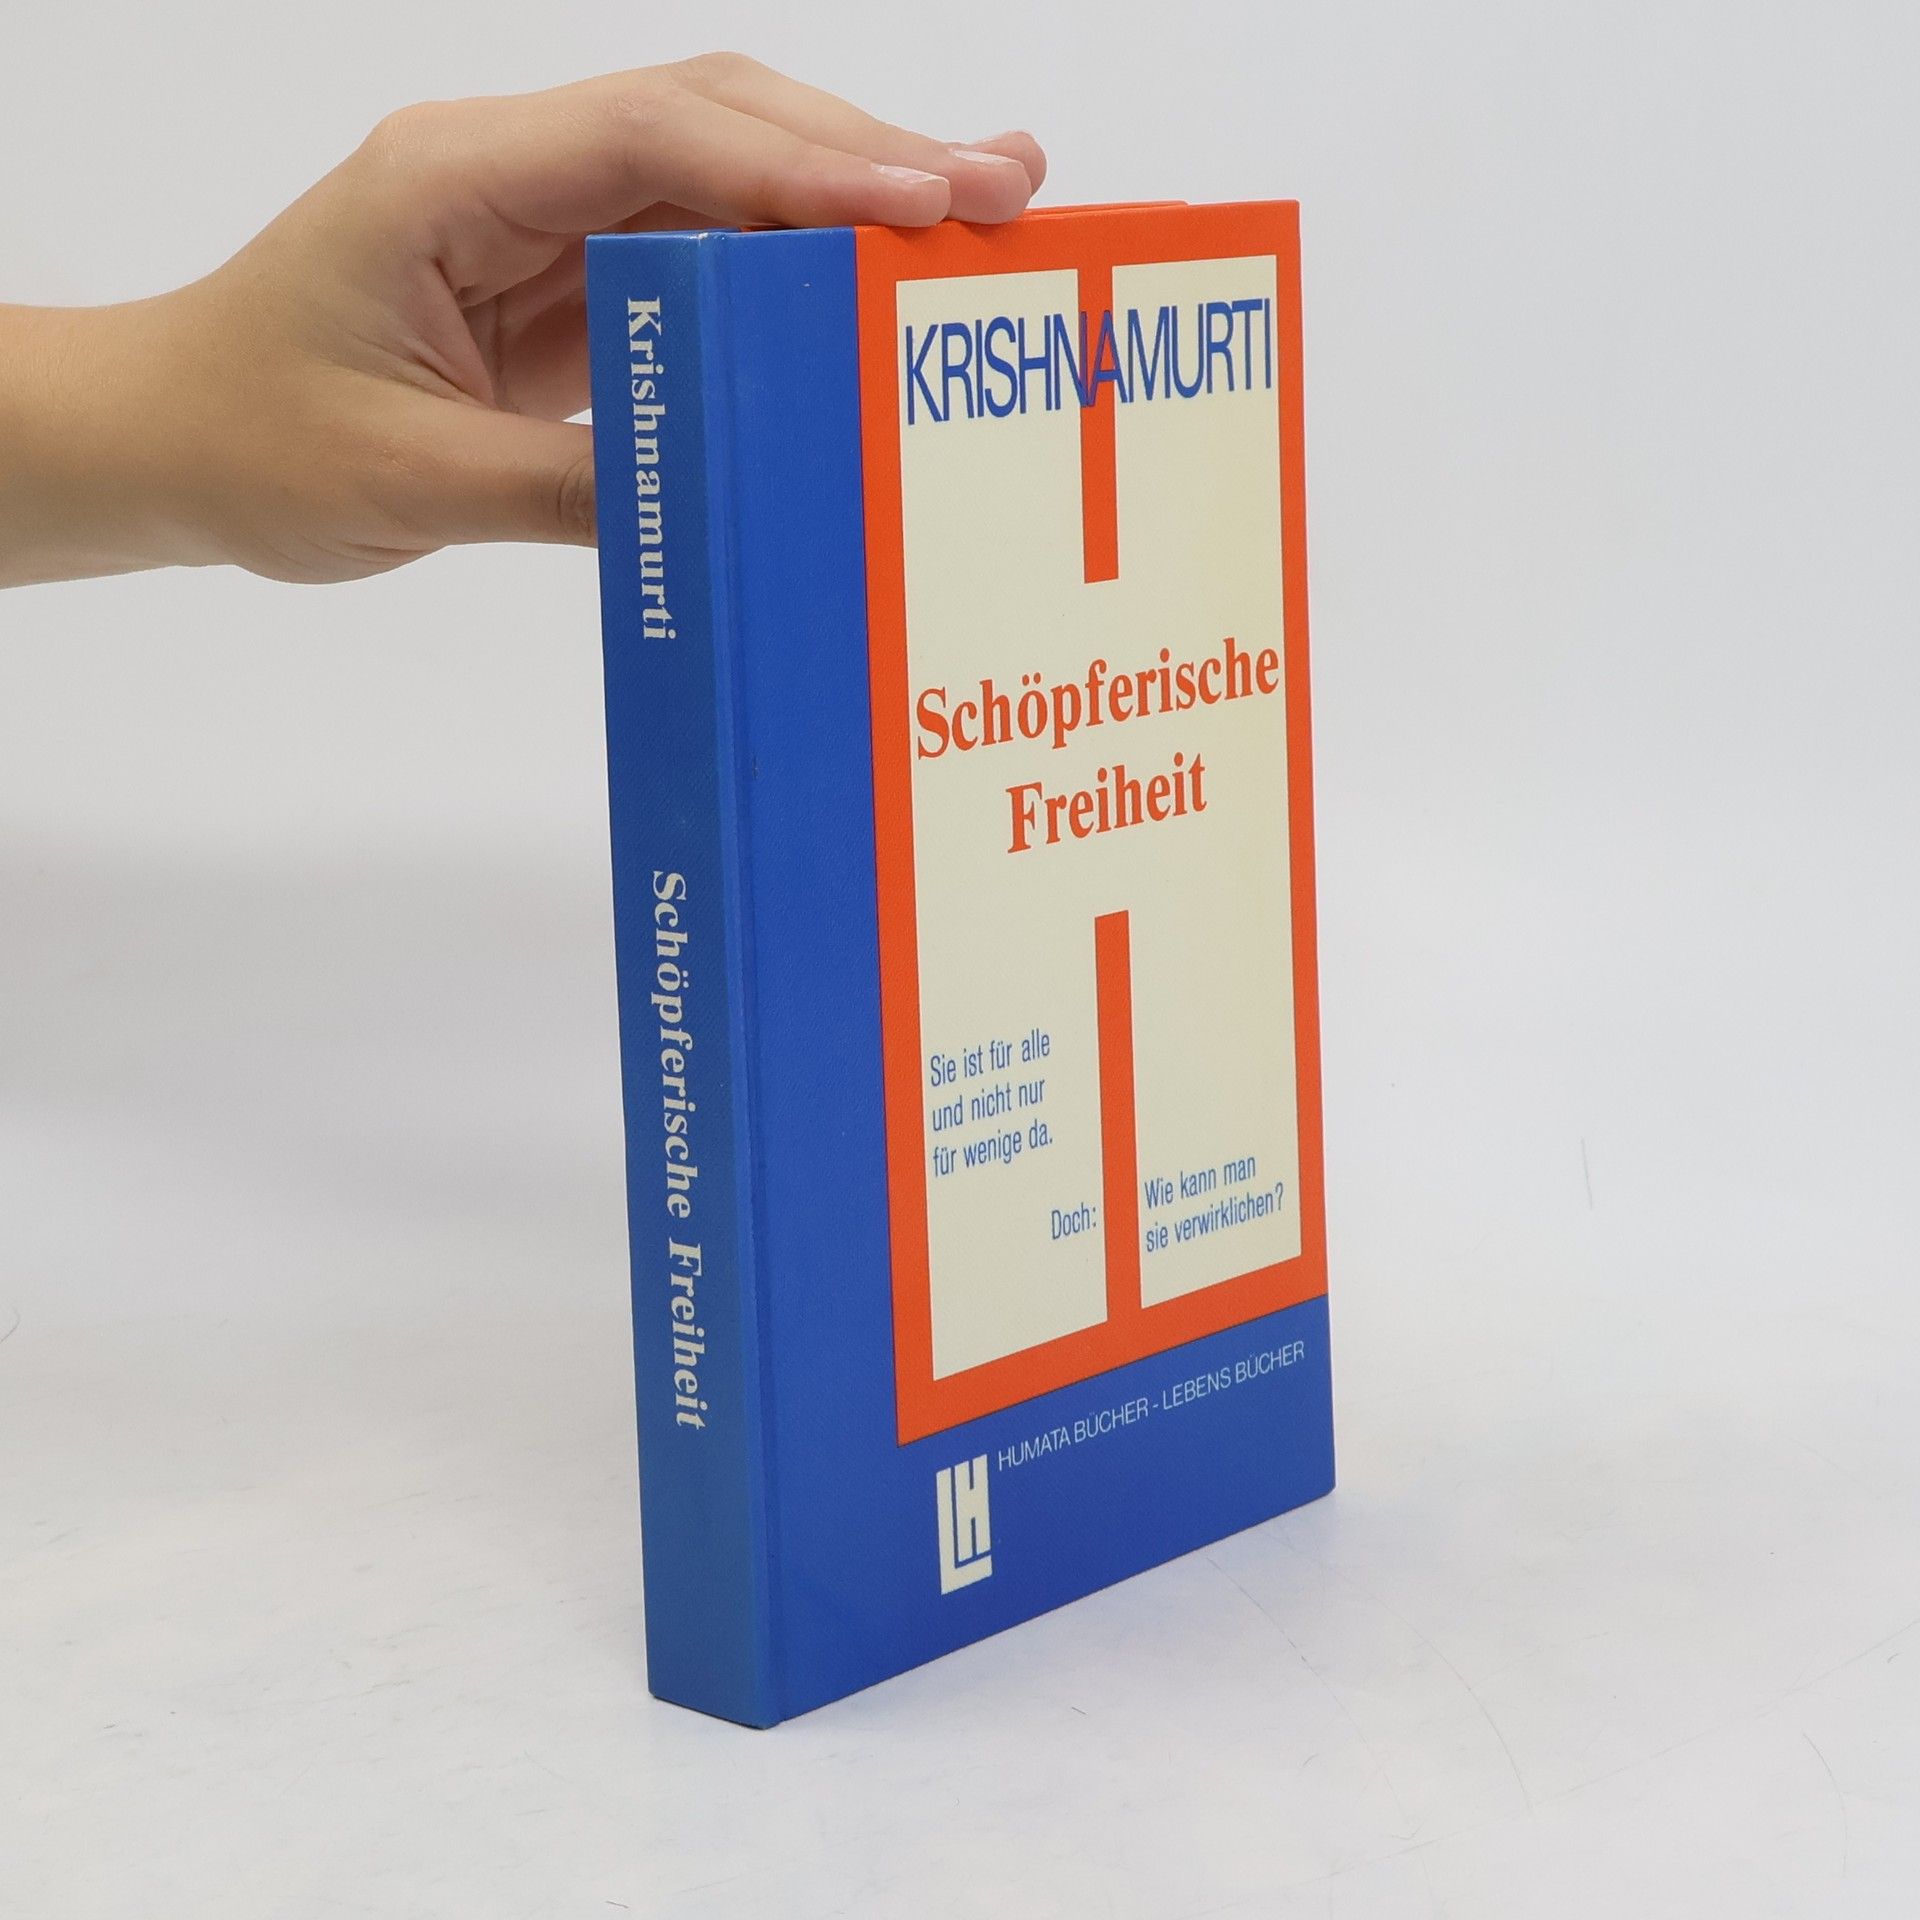 Krishnamurti
Schöpferische Freiheit
KRISHNAMURTI
Schöpferische
Freiheit
Sie ist für alle
und nicht nur
für wenige da.
Doch:
Wie kann man
sie verwirklichen?
LH
HUMATA BÜCHER - LEBENS BÜCHER